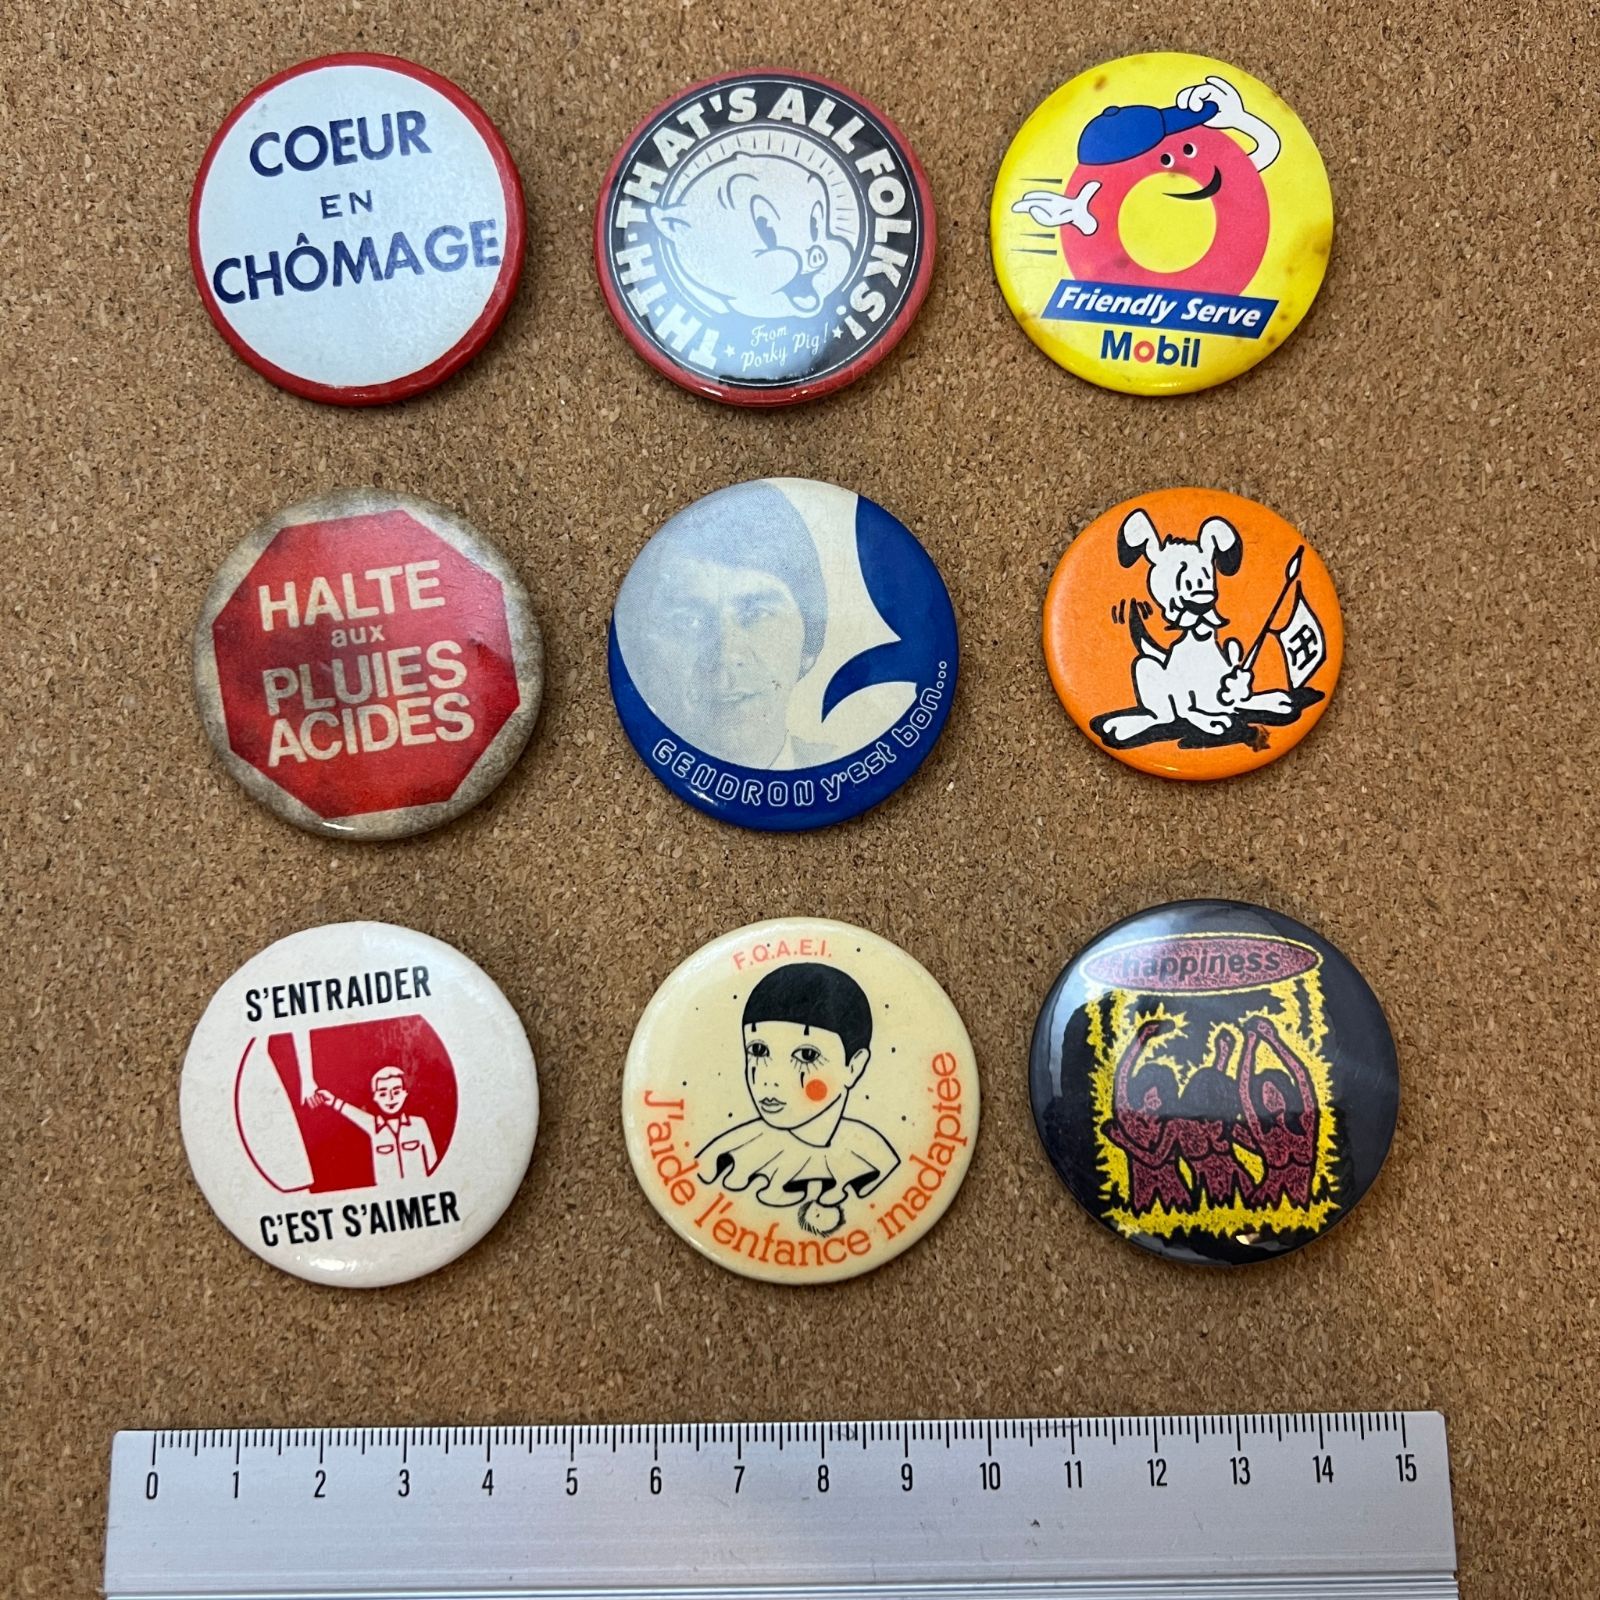 COEUR
EN
CHÔMAGE
TH-TH-THAT'S ALL FOLKS!
From
Porky Pig!
Friendly Serve
Mobil
HALTE
aux
PLUIES
ACIDES
GENDRON y'est bon...
S'ENTRAIDER
C'EST S'AIMER
F.Q.A.E.I.
J'aide l'enfance inadaptée
happiness
0 1 2 3 4 5 6 7 8 9 10 11 12 13 14 15